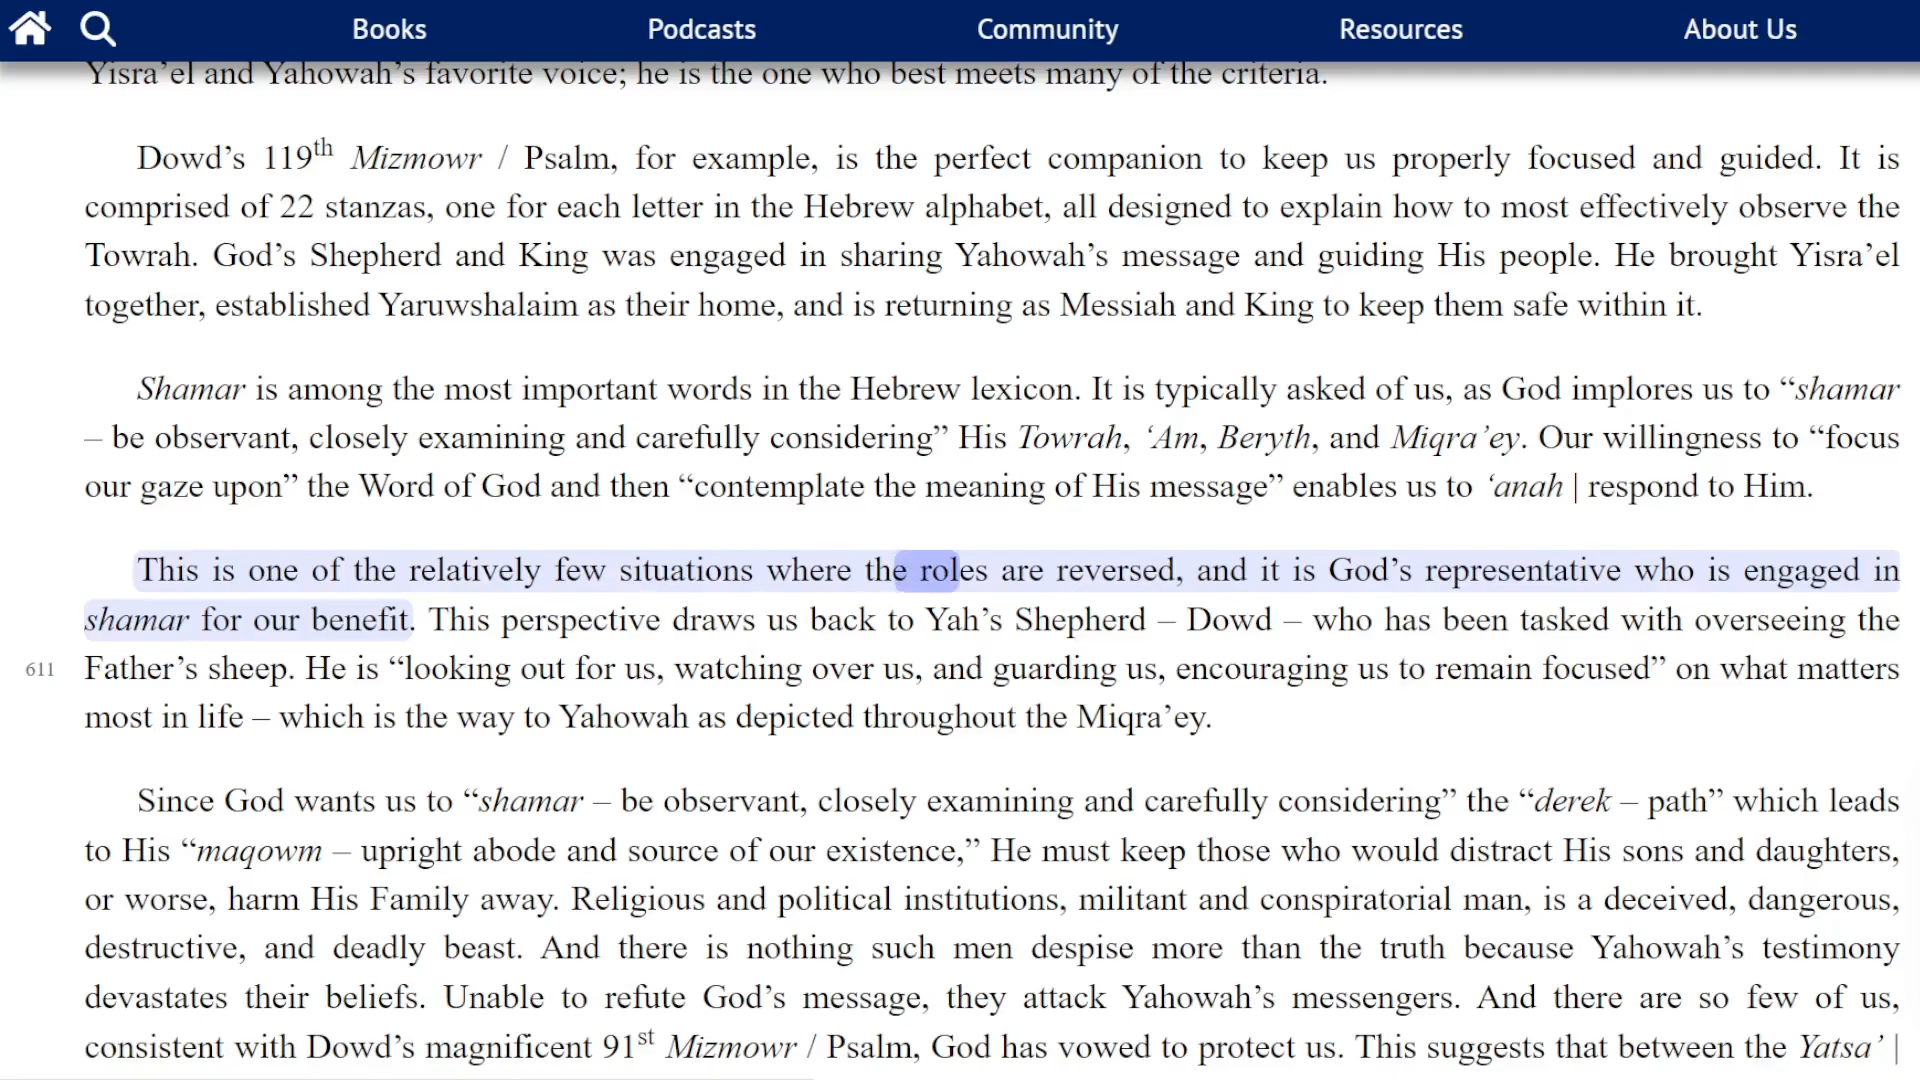 Books Podcasts Community Resources About Us
Yisra’el and Yahowah’s favorite voice; he is the one who best meets many of the criteria.
Dowd’s 119th Mizmowr / Psalm, for example, is the perfect companion to keep us properly focused and guided. It is
comprised of 22 stanzas, one for each letter in the Hebrew alphabet, all designed to explain how to most effectively observe the
Towrah. God’s Shepherd and King was engaged in sharing Yahowah’s message and guiding His people. He brought Yisra’el
together, established Yaruwshalaim as their home, and is returning as Messiah and King to keep them safe within it.
Shamar is among the most important words in the Hebrew lexicon. It is typically asked of us, as God implores us to “shamar
– be observant, closely examining and carefully considering” His Towrah, ‘Am, Beryth, and Miqra’ey. Our willingness to “focus
our gaze upon” the Word of God and then “contemplate the meaning of His message” enables us to ‘anah | respond to Him.
This is one of the relatively few situations where the roles are reversed, and it is God’s representative who is engaged in
shamar for our benefit. This perspective draws us back to Yah’s Shepherd – Dowd – who has been tasked with overseeing the
611 Father’s sheep. He is “looking out for us, watching over us, and guarding us, encouraging us to remain focused” on what matters
most in life – which is the way to Yahowah as depicted throughout the Miqra’ey.
Since God wants us to “shamar – be observant, closely examining and carefully considering” the “derek – path” which leads
to His “maqowm – upright abode and source of our existence,” He must keep those who would distract His sons and daughters,
or worse, harm His Family away. Religious and political institutions, militant and conspiratorial man, is a deceived, dangerous,
destructive, and deadly beast. And there is nothing such men despise more than the truth because Yahowah’s testimony
devastates their beliefs. Unable to refute God’s message, they attack Yahowah’s messengers. And there are so few of us,
consistent with Dowd’s magnificent 91st Mizmowr / Psalm, God has vowed to protect us. This suggests that between the Yatsa’ |